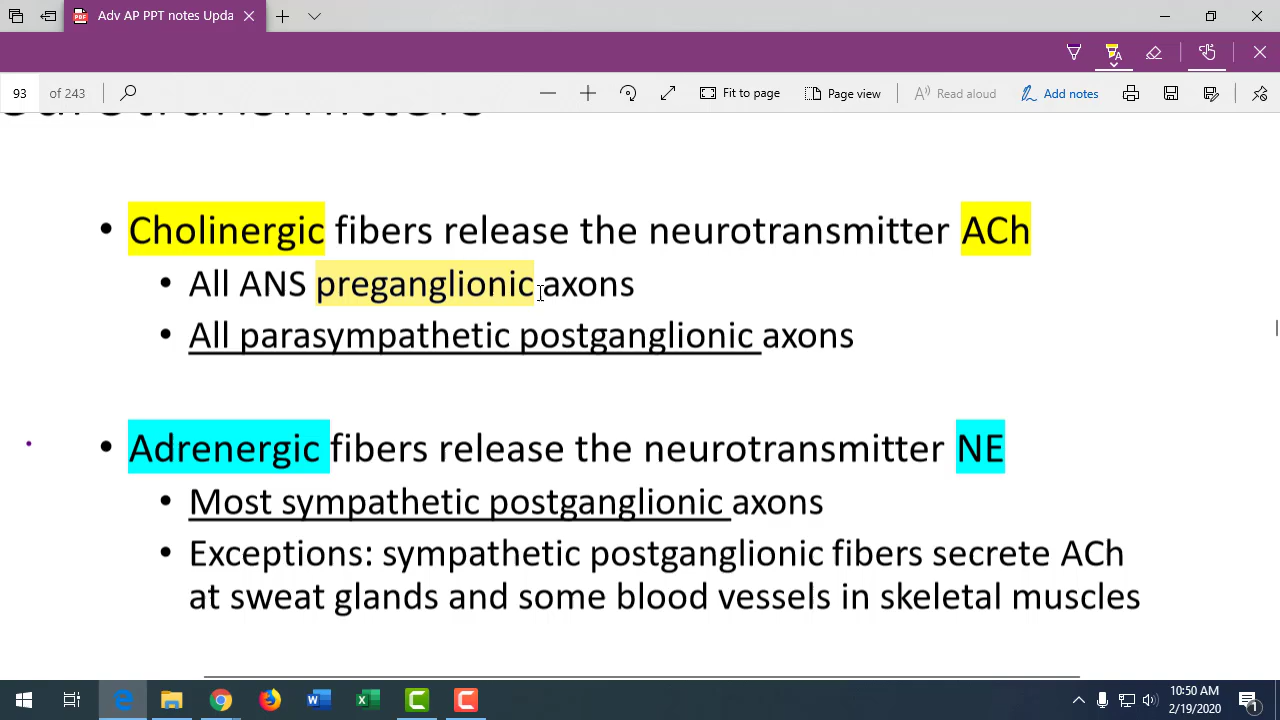 Adv AP PPT notes Upda
93 of 243
Fit to page
Page view
Read aloud
Add notes
• Cholinergic fibers release the neurotransmitter ACh
• All ANS preganglionic axons
• All parasympathetic postganglionic axons
• Adrenergic fibers release the neurotransmitter NE
• Most sympathetic postganglionic axons
• Exceptions: sympathetic postganglionic fibers secrete ACh
at sweat glands and some blood vessels in skeletal muscles
10:50 AM
2/19/2020